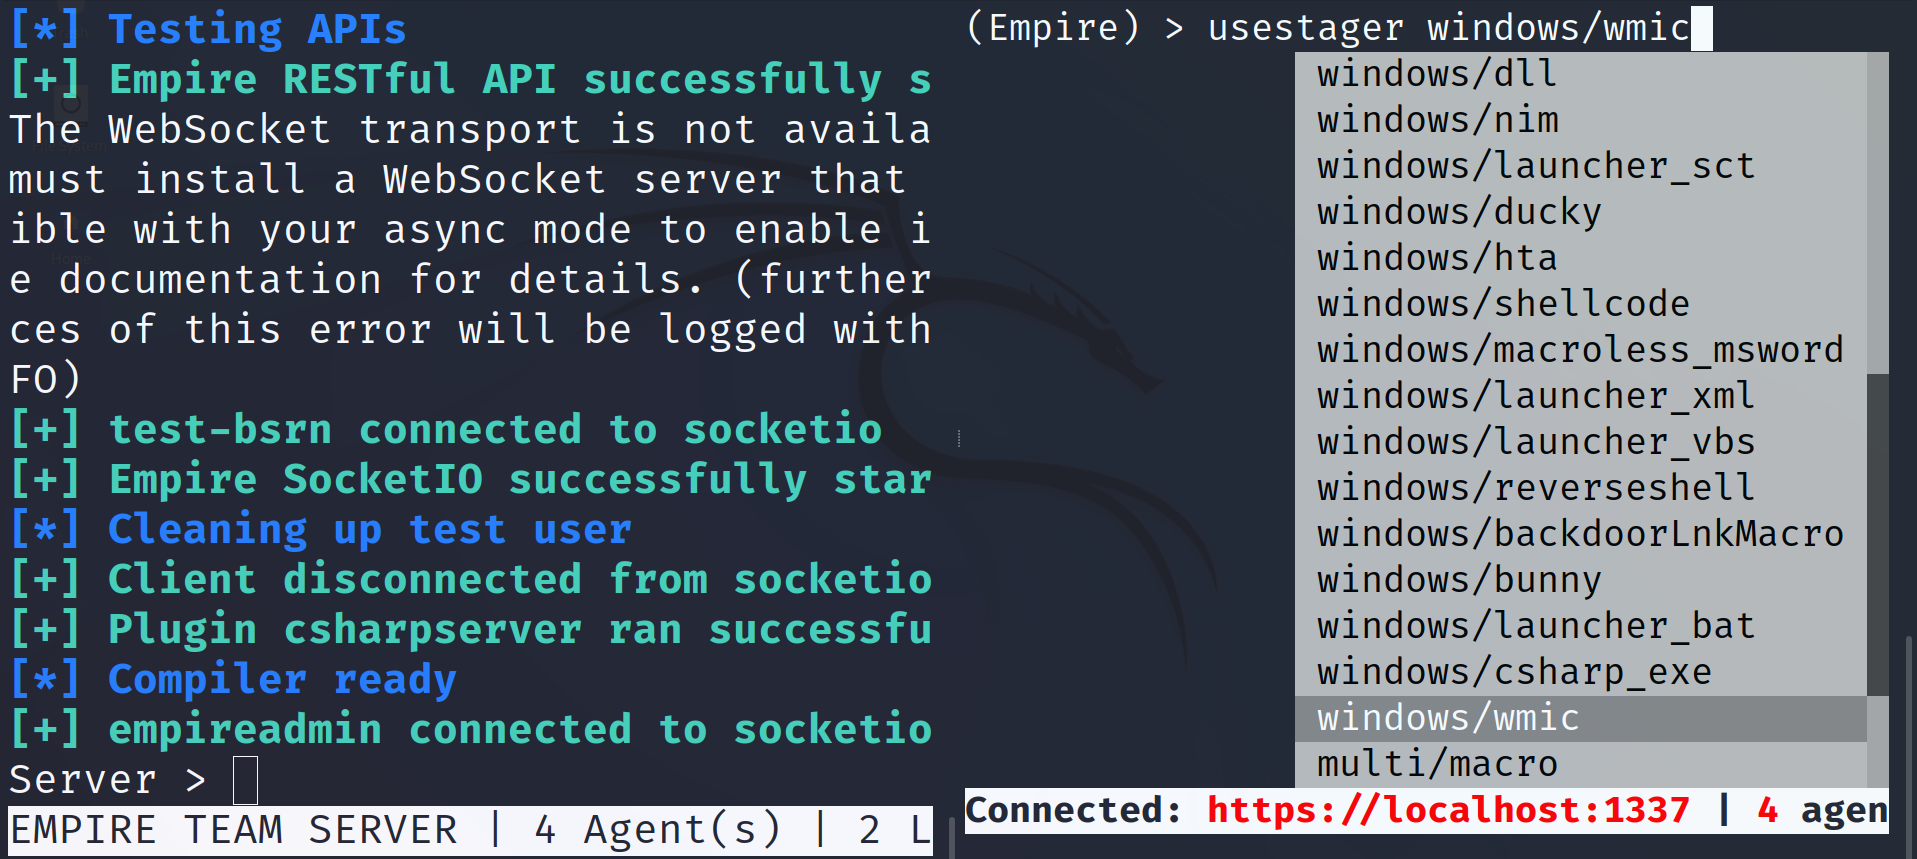 [*] Testing APIs
[+] Empire RESTful API successfully s
The WebSocket transport is not availa
must install a WebSocket server that
ible with your async mode to enable i
e documentation for details. (further
ces of this error will be logged with
FO)
[+] test-bsrn connected to socketio
[+] Empire SocketIO successfully star
[*] Cleaning up test user
[+] Client disconnected from socketio
[+] Plugin csharpserver ran successfu
[*] Compiler ready
[+] empireadmin connected to socketio
Server >
EMPIRE TEAM SERVER | 4 Agent(s) | 2 L
(Empire) > usestager windows/wmic
windows/dll
windows/nim
windows/launcher_sct
windows/ducky
windows/hta
windows/shellcode
windows/macroless_msword
windows/launcher_xml
windows/launcher_vbs
windows/reverseshell
windows/backdoorLnkMacro
windows/bunny
windows/launcher_bat
windows/csharp_exe
windows/wmic
multi/macro
Connected: https://localhost:1337 | 4 agen
Home